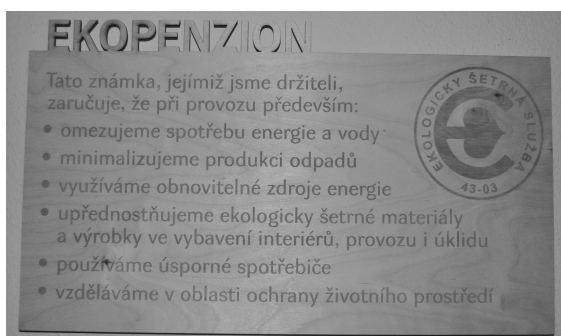 EKOPENZION
Tato známka, jejímiž jsme držiteli,
zaručuje, že při provozu především:
• omezujeme spotřebu energie a vody
• minimalizujeme produkci odpadů
• využíváme obnovitelné zdroje energie
• upřednostňujeme ekologicky šetrné materiály
a výrobky ve vybavení interiérů, provozu i úklidu
• používáme úsporné spotřebiče
• vzděláváme v oblasti ochrany životního prostředí
EKOLOGICKY ŠETRNÁ SLUŽBA
43-03